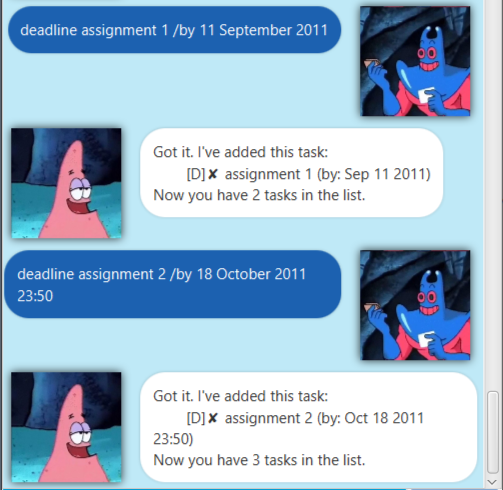 deadline assignment 1 /by 11 September 2011
Got it. I've added this task:
[D]✘ assignment 1 (by: Sep 11 2011)
Now you have 2 tasks in the list.
deadline assignment 2 /by 18 October 2011
23:50
Got it. I've added this task:
[D]✘ assignment 2 (by: Oct 18 2011
23:50)
Now you have 3 tasks in the list.